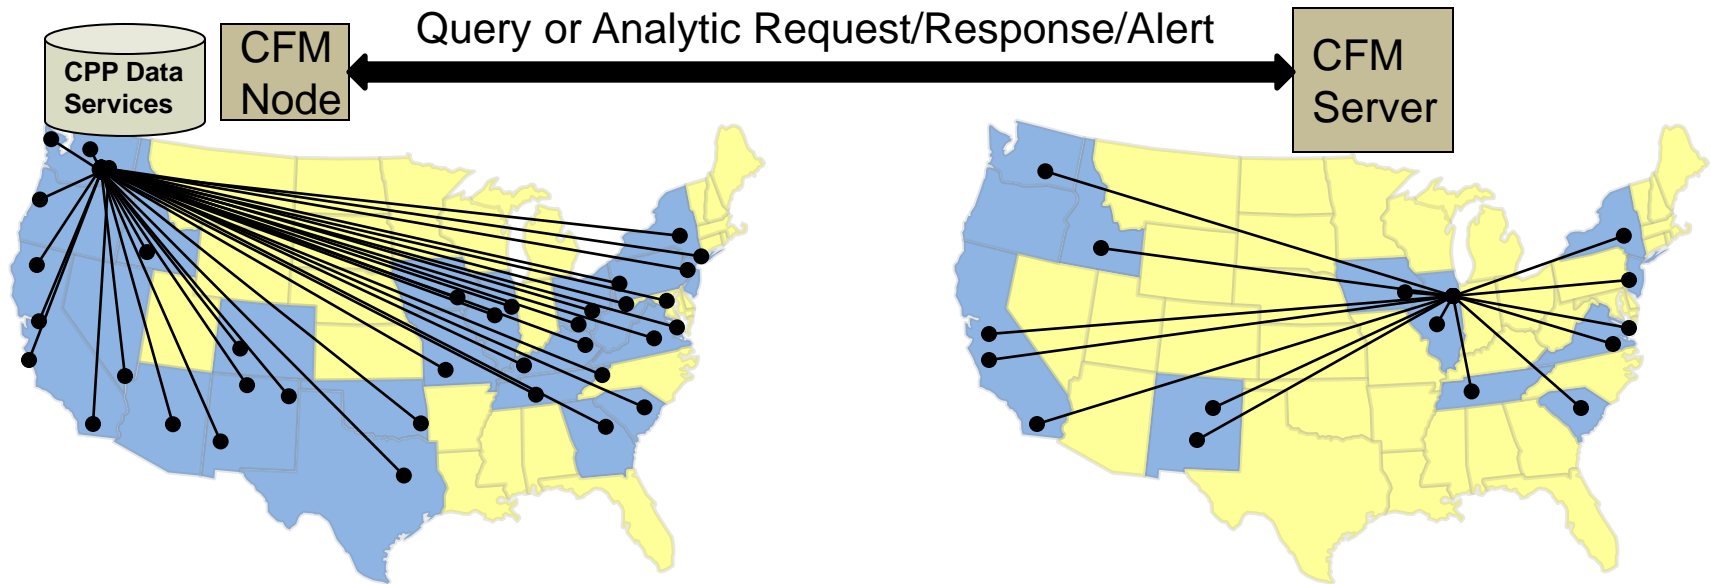 Query or Analytic Request/Response/Alert
CPP Data
Services
CFM
Node
CFM
Server